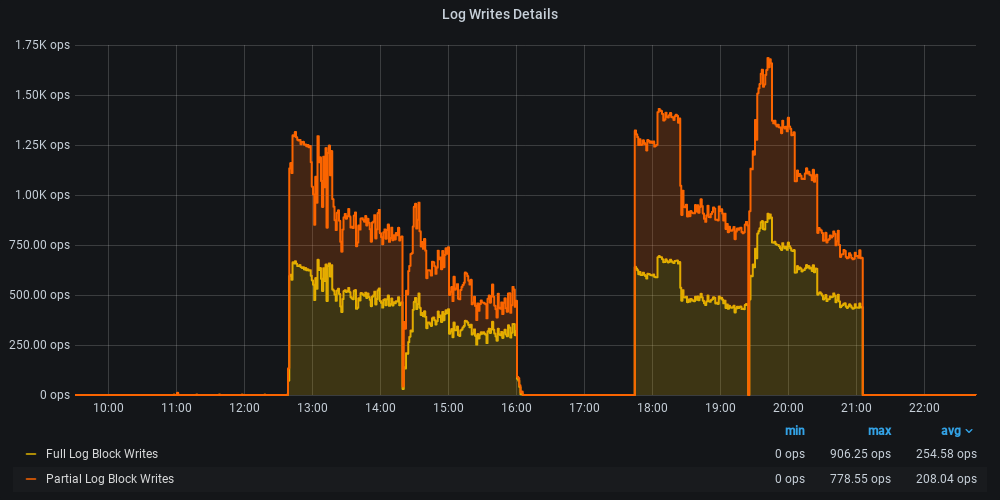 Log Writes Details
1.75K ops
1.50K ops
1.25K ops
1.00K ops
750.00 ops
500.00 ops
250.00 ops
0 ops
10:00 11:00 12:00 13:00 14:00 15:00 16:00 17:00 18:00 19:00 20:00 21:00 22:00
min max avg
Full Log Block Writes 0 ops 906.25 ops 254.58 ops
Partial Log Block Writes 0 ops 778.55 ops 208.04 ops